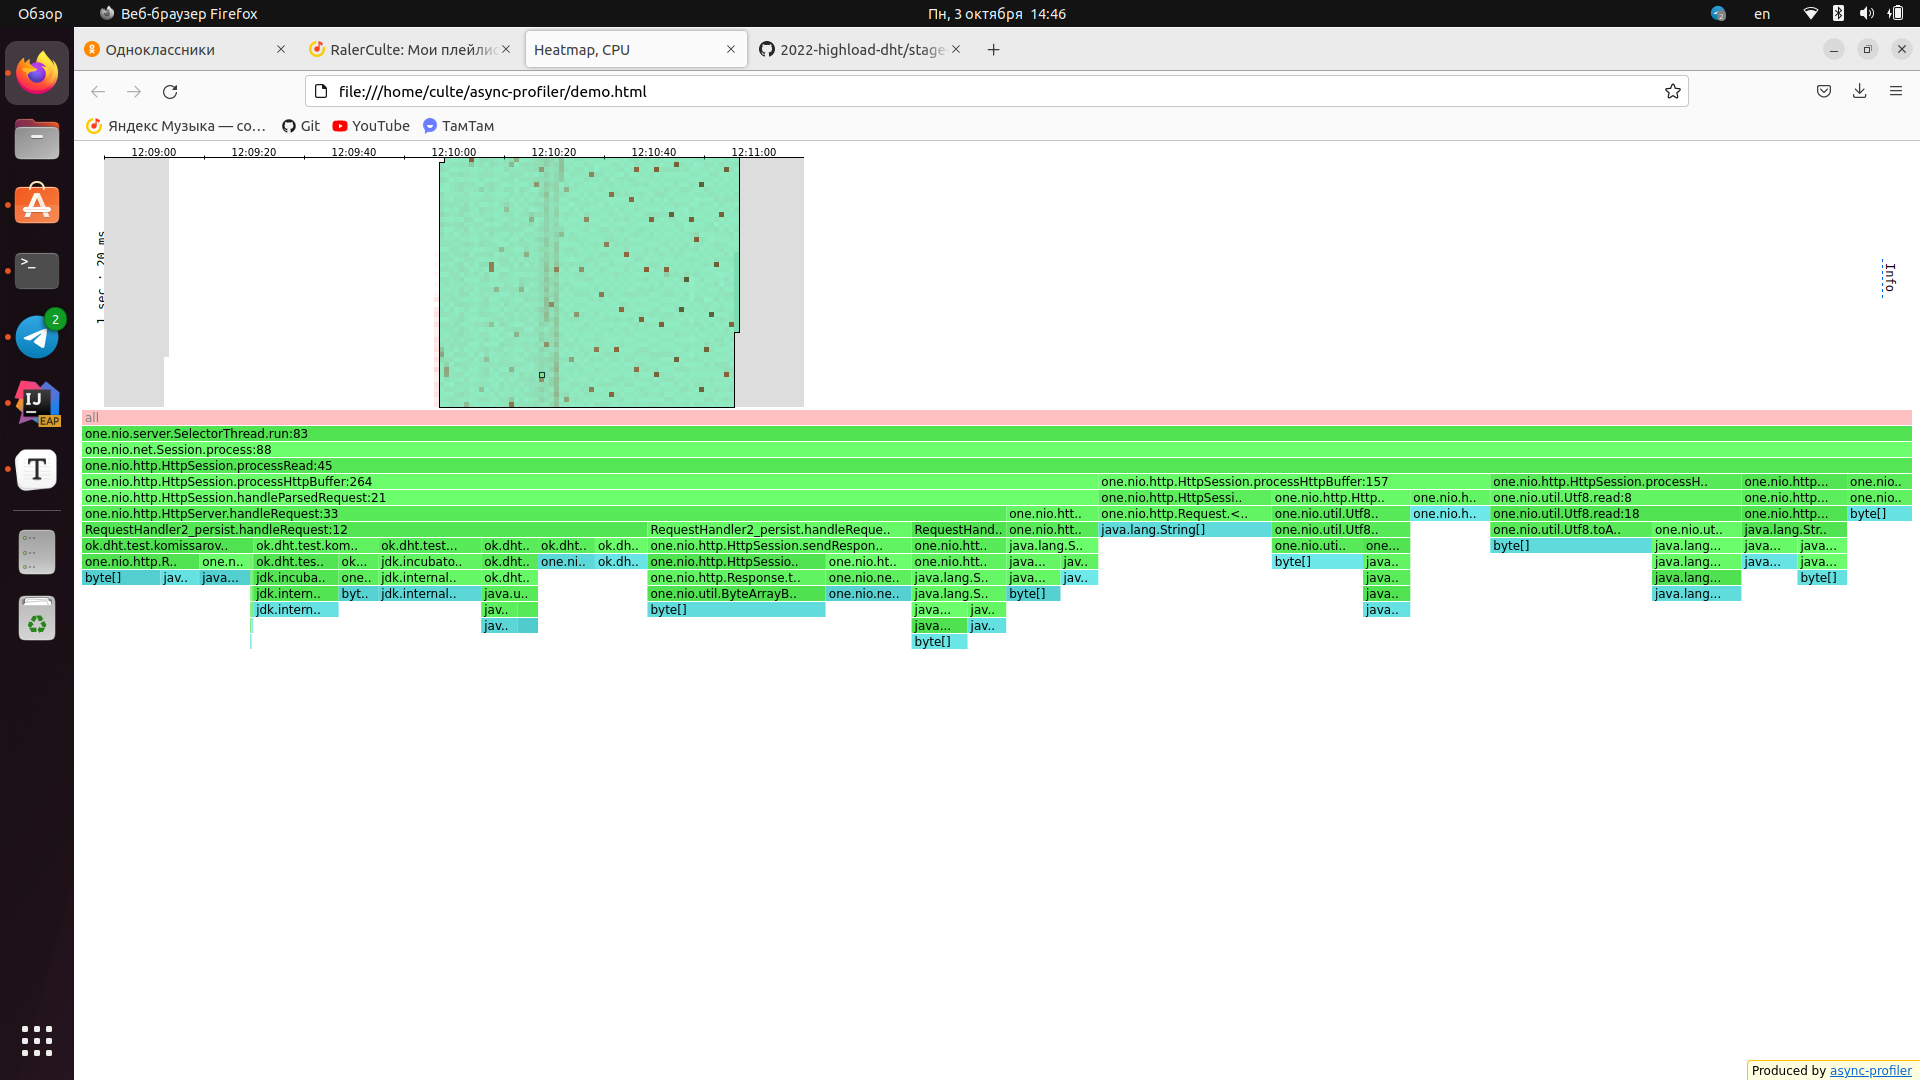 Обзор Веб-браузер Firefox Пн, 3 октября 14:46 en
Одноклассники RalerCulte: Мои плейлис Heatmap, CPU 2022-highload-dht/stage-
file:///home/culte/async-profiler/demo.html
Яндекс Музыка — со… Git YouTube ТамТам
12:09:00 12:09:20 12:09:40 12:10:00 12:10:20 12:10:40 12:11:00
1 sec · 20 ms
Info
2
>_
IJ
EAP
T
all
one.nio.server.SelectorThread.run:83
one.nio.net.Session.process:88
one.nio.http.HttpSession.processRead:45
one.nio.http.HttpSession.processHttpBuffer:264 one.nio.http.HttpSession.processHttpBuffer:157 one.nio.http.HttpSession.processH.. one.nio.http... one.nio..
one.nio.http.HttpSession.handleParsedRequest:21 one.nio.http.HttpSessi.. one.nio.http.Http.. one.nio.h.. one.nio.util.Utf8.read:8 one.nio.http... one.nio..
one.nio.http.HttpServer.handleRequest:33 one.nio.htt.. one.nio.http.Request.<.. one.nio.util.Utf8.. one.nio.h.. one.nio.util.Utf8.read:18 one.nio.http... byte[]
RequestHandler2_persist.handleRequest:12 RequestHandler2_persist.handleReque.. RequestHand.. one.nio.htt.. java.lang.String[] one.nio.util.Utf8.. one.nio.util.Utf8.toA.. one.nio.ut.. java.lang.Str..
ok.dht.test.komissarov.. ok.dht.test.kom... ok.dht.test... ok.dht.. ok.dht.. ok.dh.. one.nio.http.HttpSession.sendRespon.. one.nio.htt.. java.lang.S.. one.nio.uti.. one... byte[] java.lang... java... java...
one.nio.http.R.. one.n.. ok.dht.tes.. ok... jdk.incubato.. ok.dht.. one.ni.. ok.dh.. one.nio.http.HttpSessio.. one.nio.ht.. one.nio.htt.. java... jav.. byte[] java.. java.lang... java... java...
byte[] jav.. java... jdk.incuba.. one.. jdk.internal.. ok.dht.. one.nio.http.Response.t.. one.nio.ne.. java.lang.S.. java... jav.. java.. java.lang... byte[]
jdk.intern.. byt.. jdk.internal.. java.u.. one.nio.util.ByteArrayB.. one.nio.ne.. java.lang.S.. byte[] java.. java.lang...
jdk.intern.. jav.. byte[] java... jav.. java..
jav.. java... jav..
byte[]
Produced by async-profiler